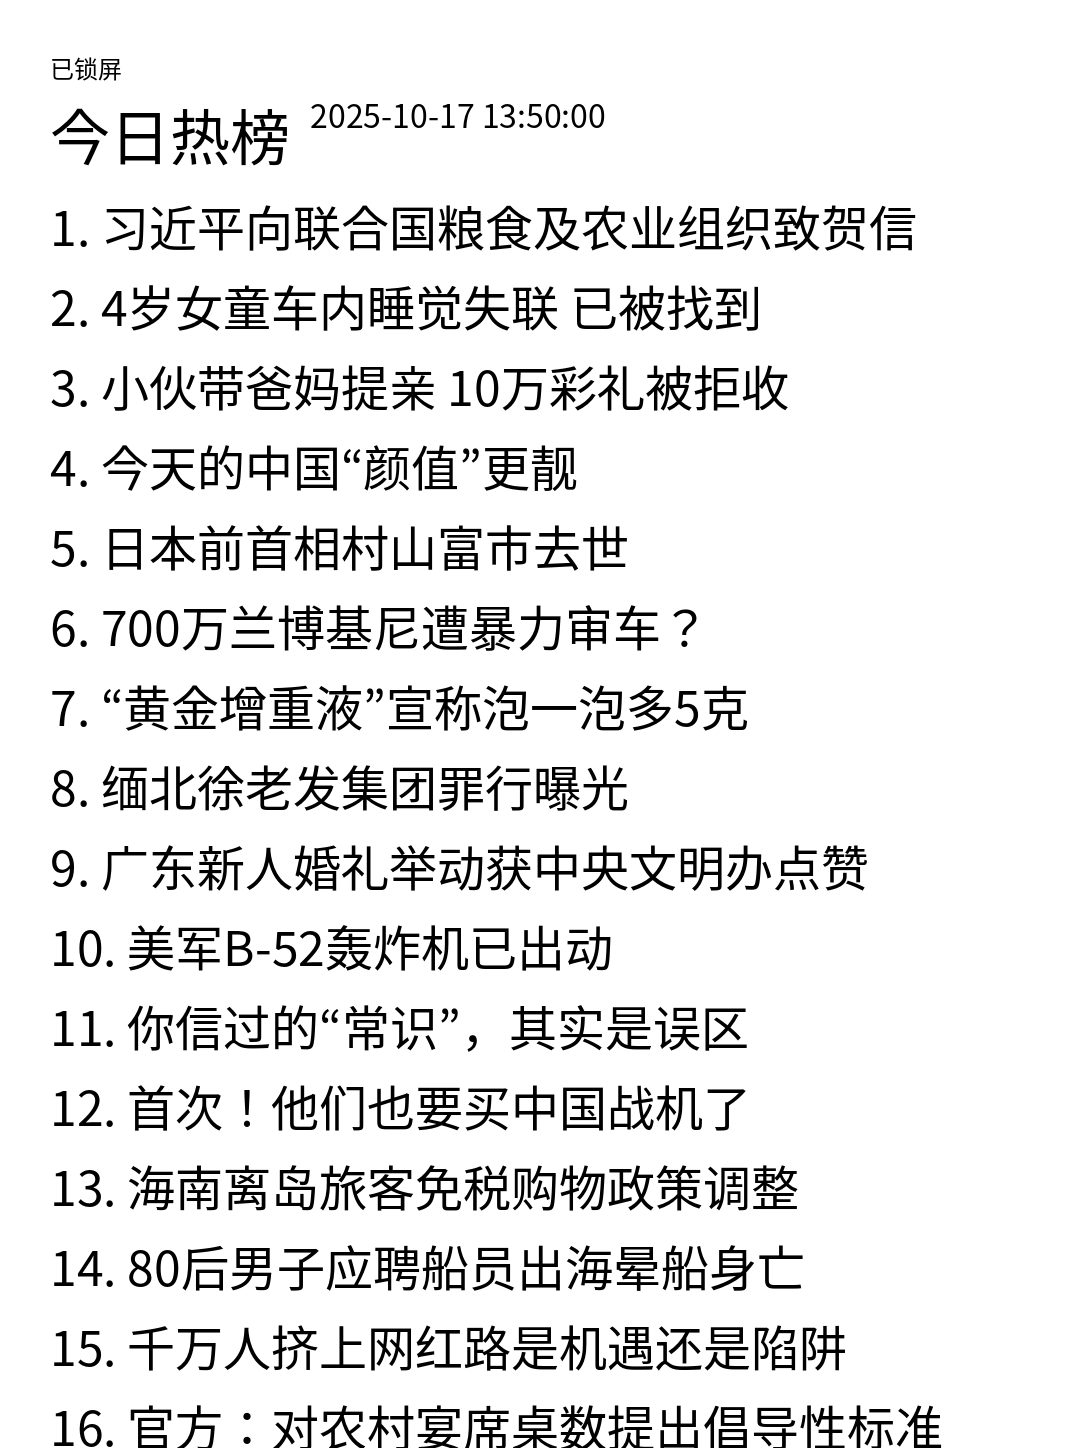 已锁屏
今日热榜 2025-10-17 13:50:00
1. 习近平向联合国粮食及农业组织致贺信
2. 4岁女童车内睡觉失联 已被找到
3. 小伙带爸妈提亲 10万彩礼被拒收
4. 今天的中国“颜值”更靓
5. 日本前首相村山富市去世
6. 700万兰博基尼遭暴力审车？
7. “黄金增重液”宣称泡一泡多5克
8. 缅北徐老发集团罪行曝光
9. 广东新人婚礼举动获中央文明办点赞
10. 美军B-52轰炸机已出动
11. 你信过的“常识”，其实是误区
12. 首次！他们也要买中国战机了
13. 海南离岛旅客免税购物政策调整
14. 80后男子应聘船员出海晕船身亡
15. 千万人挤上网红路是机遇还是陷阱
16. 官方：对农村宴席桌数提出倡导性标准